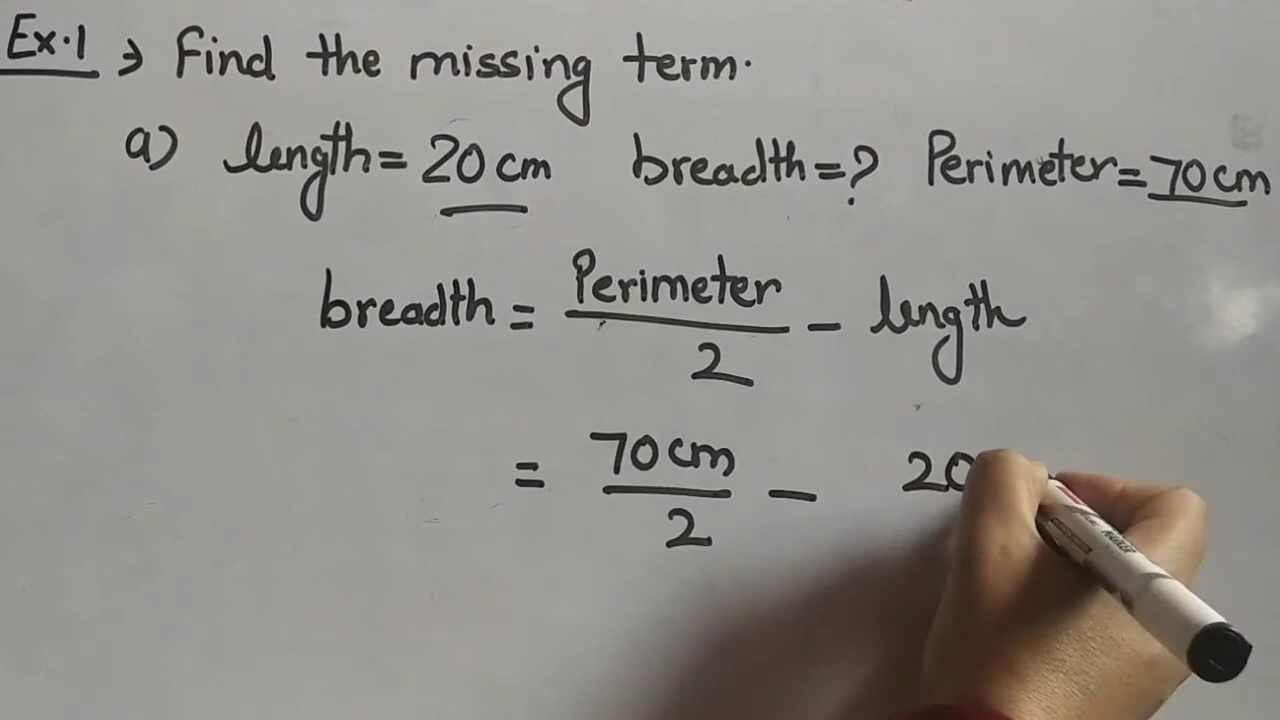 Ex.1 → Find the missing term.
a) length = 20 cm breadth = ? Perimeter = 70 cm
breadth = Perimeter / 2 - length
= 70 cm / 2 - 20